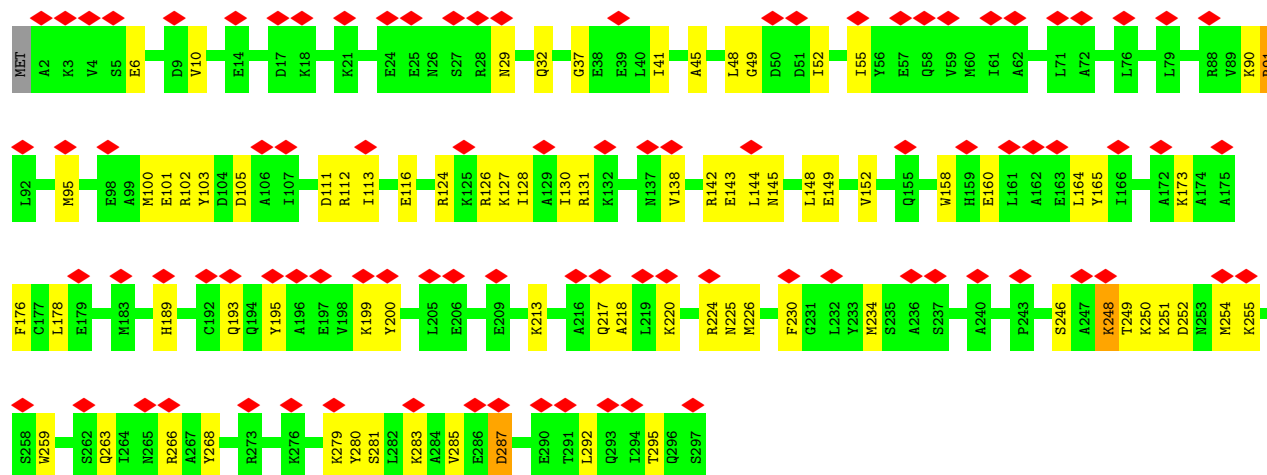 MET A2 K3 V4 S5 E6 D9 V10 E14 D17 K18 K21 E24 E25 N26 S27 R28 N29 Q32 G37 E38 E39 L40 I41 A45 L48 G49 D50 D51 I52 I55 Y56 E57 Q58 V59 M60 I61 A62 L71 A72 L76 L79 R88 V89 K90
L92 M95 E98 A99 M100 E101 R102 Y103 D104 D105 A106 I107 D111 R112 I113 E116 R124 K125 R126 K127 I128 A129 I130 R131 K132 N137 V138 R142 E143 L144 N145 L148 E149 V152 Q155 W158 H159 E160 L161 A162 E163 L164 Y165 I166 A172 K173 A174 A175
F176 C177 L178 E179 M183 H189 C192 Q193 Q194 Y195 A196 E197 V198 K199 Y200 L205 E206 E209 K213 A216 Q217 A218 L219 K220 R224 N225 M226 F230 G231 L232 Y233 M234 S235 A236 S237 A240 P243 S246 A247 K248 T249 K250 K251 D252 N253 M254 K255
S258 W259 S262 Q263 I264 N265 R266 A267 Y268 R273 K276 K279 Y280 S281 L282 K283 A284 V285 E286 D287 E290 T291 L292 Q293 I294 T295 Q296 S297